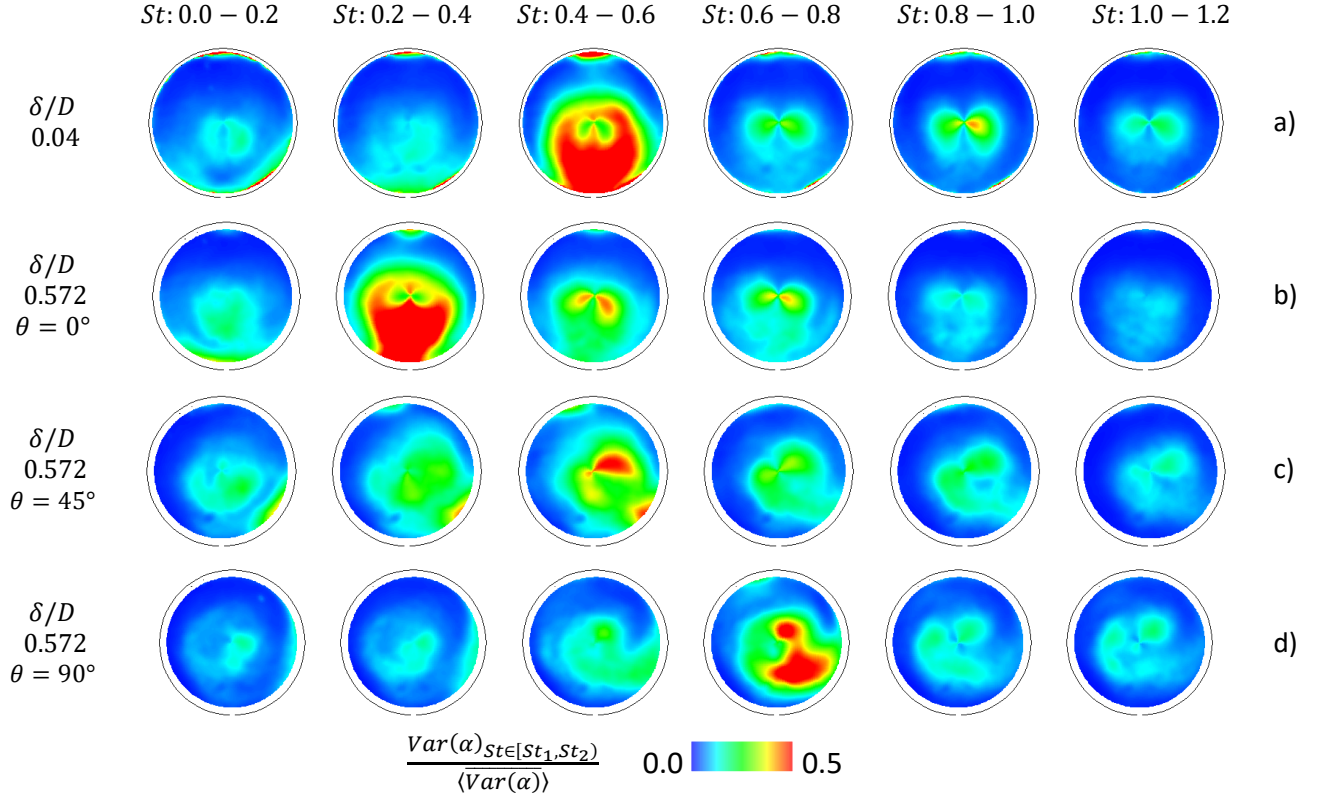 St: 0.0 − 0.2 St: 0.2 − 0.4 St: 0.4 − 0.6 St: 0.6 − 0.8 St: 0.8 − 1.0 St: 1.0 − 1.2
δ/D
0.04
a)
δ/D
0.572
θ = 0°
b)
δ/D
0.572
θ = 45°
c)
δ/D
0.572
θ = 90°
d)
Var(α)St∈[St1,St2)
⟨V̅a̅r̅(̅α̅)̅⟩
0.0 0.5